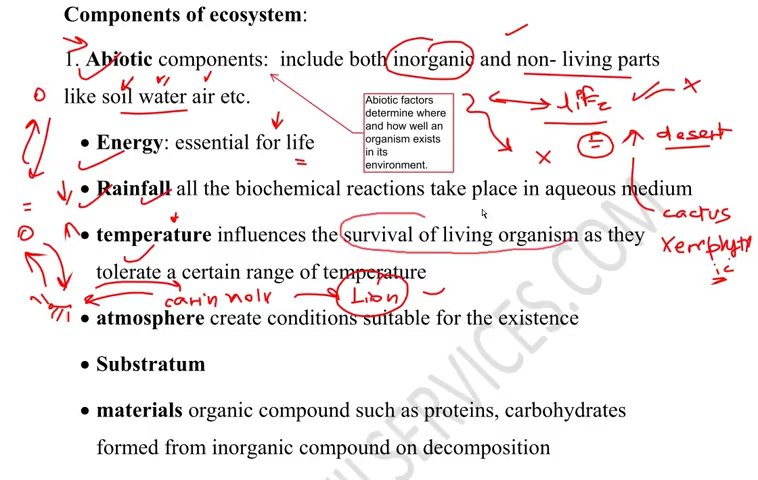 Components of ecosystem:
1. Abiotic components: include both inorganic and non- living parts
like soil water air etc.
Abiotic factors
determine where
and how well an
organism exists
in its
environment.
life
desert
• Energy: essential for life
• Rainfall all the biochemical reactions take place in aqueous medium
cactus
• temperature influences the survival of living organism as they
tolerate a certain range of temperature
Lion
• atmosphere create conditions suitable for the existence
• Substratum
• materials organic compound such as proteins, carbohydrates
formed from inorganic compound on decomposition
SERVICES.COM